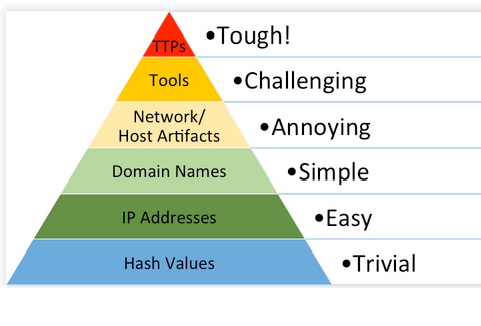 TTPs
•Tough!
Tools
•Challenging
Network/
Host Artifacts
•Annoying
Domain Names
•Simple
IP Addresses
•Easy
Hash Values
•Trivial